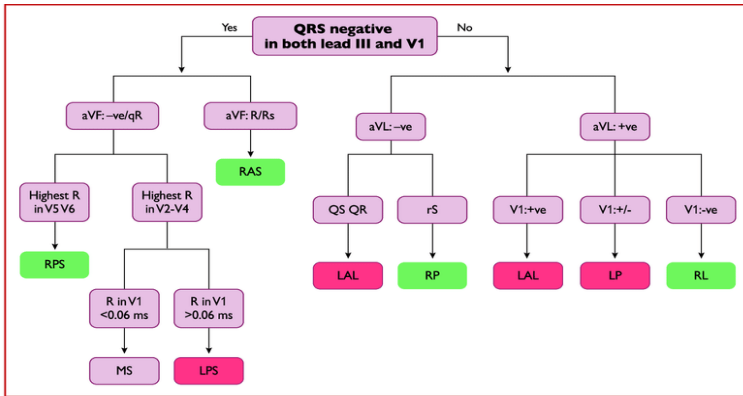 QRS negative
in both lead III and V1
Yes
No
aVF: –ve/qR
aVF: R/Rs
aVL: –ve
aVL: +ve
RAS
Highest R
in V5 V6
Highest R
in V2-V4
QS QR
rS
V1:+ve
V1:+/-
V1:-ve
RPS
LAL
RP
LAL
LP
RL
R in V1
<0.06 ms
R in V1
>0.06 ms
MS
LPS